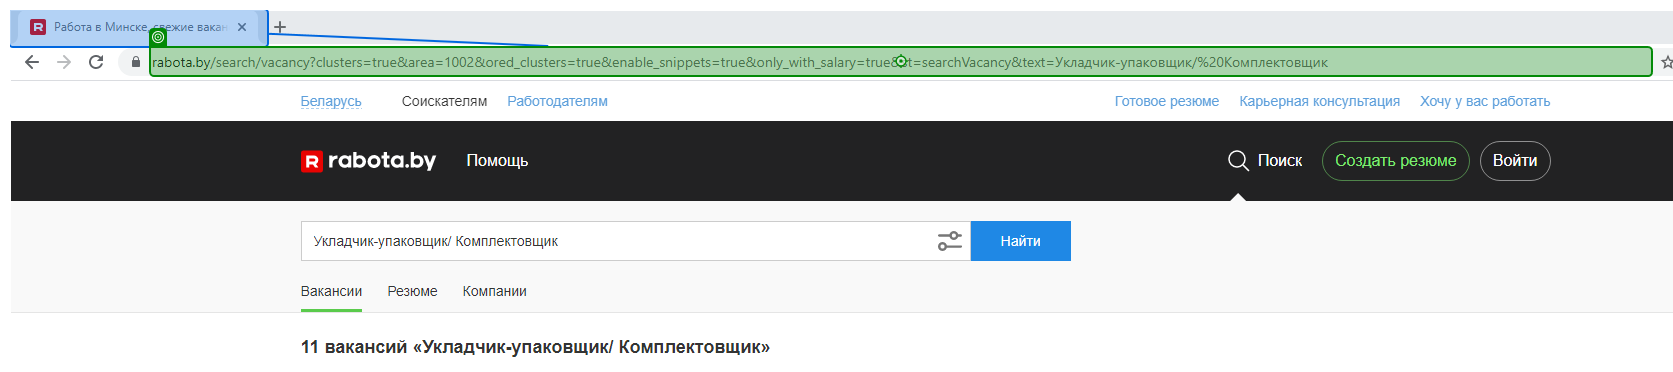 Работа в Минске, свежие вакан
rabota.by/search/vacancy?clusters=true&area=1002&ored_clusters=true&enable_snippets=true&only_with_salary=true&st=searchVacancy&text=Укладчик-упаковщик/%20Комплектовщик
Беларусь Соискателям Работодателям Готовое резюме Карьерная консультация Хочу у вас работать
R rabota.by Помощь Поиск Создать резюме Войти
Укладчик-упаковщик/ Комплектовщик Найти
Вакансии Резюме Компании
11 вакансий «Укладчик-упаковщик/ Комплектовщик»